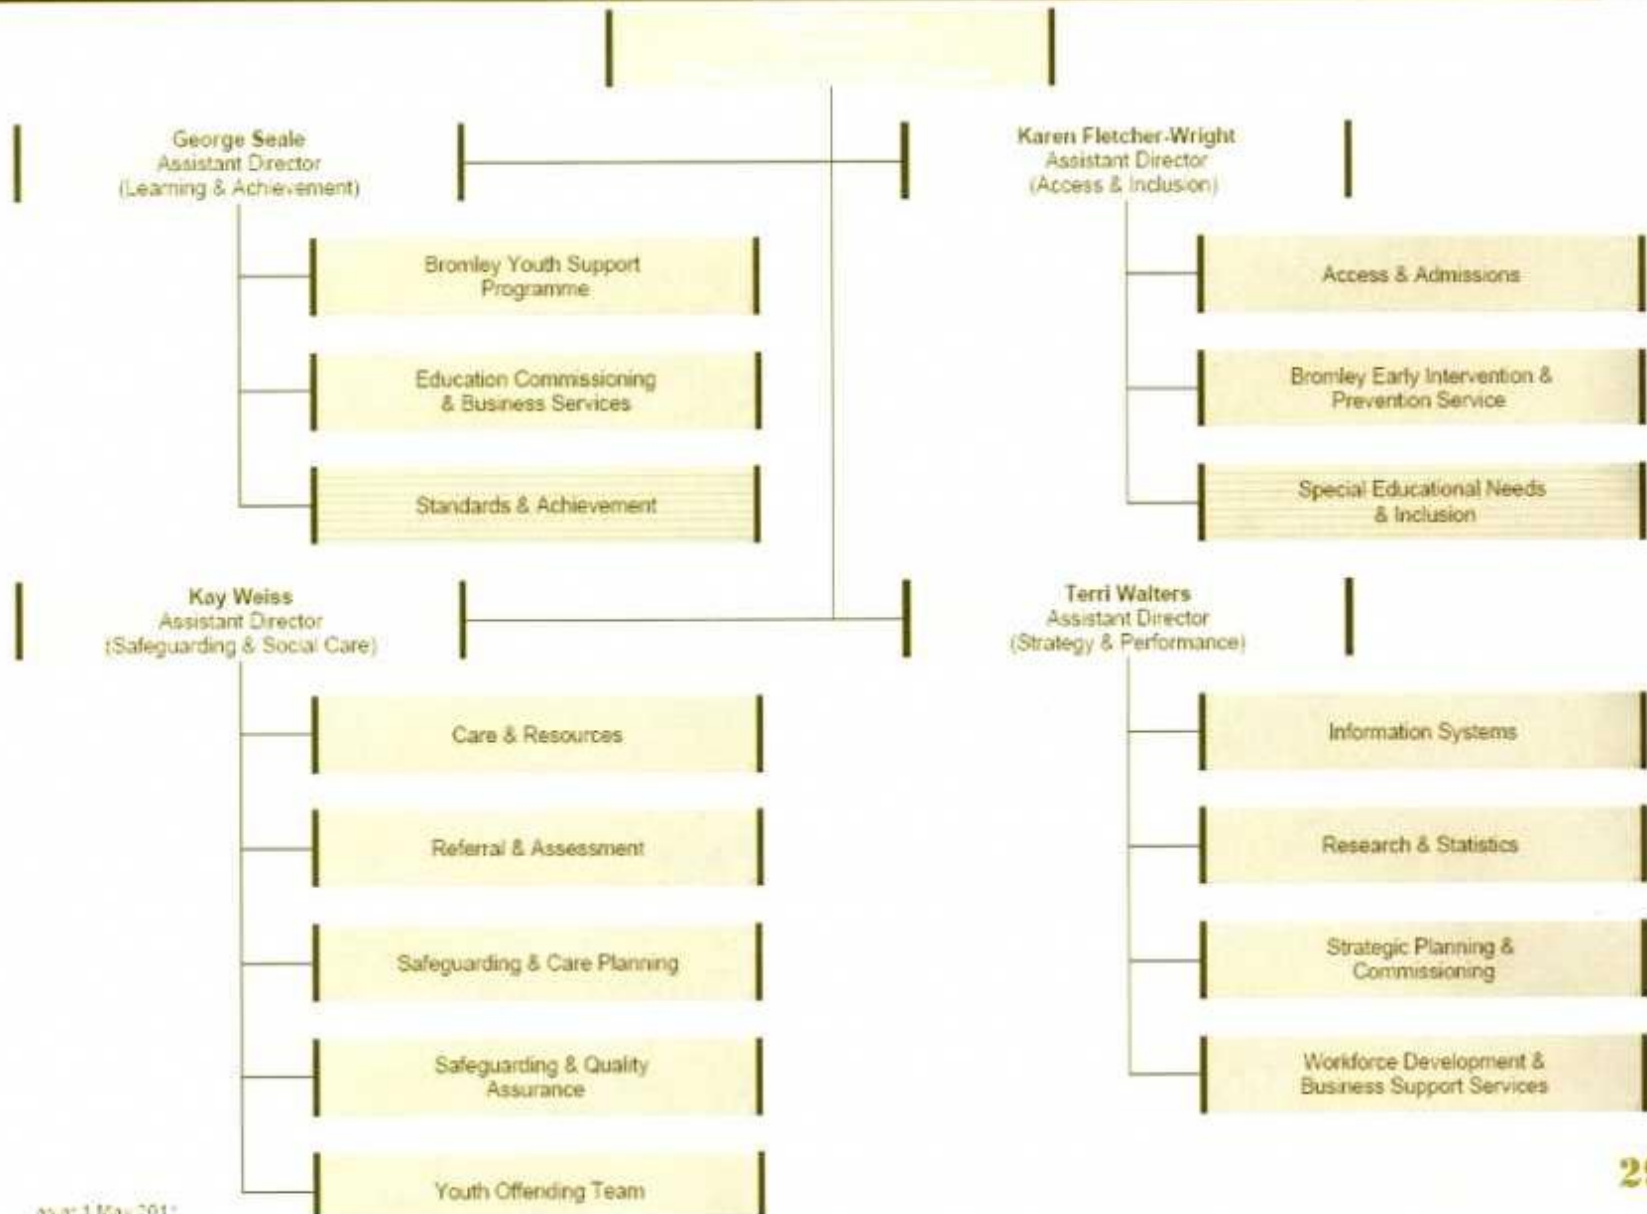 George Seale
Assistant Director
(Learning & Achievement)
Bromley Youth Support
Programme
Education Commissioning
& Business Services
Standards & Achievement
Karen Fletcher-Wright
Assistant Director
(Access & Inclusion)
Access & Admissions
Bromley Early Intervention &
Prevention Service
Special Educational Needs
& Inclusion
Kay Weiss
Assistant Director
(Safeguarding & Social Care)
Care & Resources
Referral & Assessment
Safeguarding & Care Planning
Safeguarding & Quality
Assurance
Youth Offending Team
Terri Walters
Assistant Director
(Strategy & Performance)
Information Systems
Research & Statistics
Strategic Planning &
Commissioning
Workforce Development &
Business Support Services